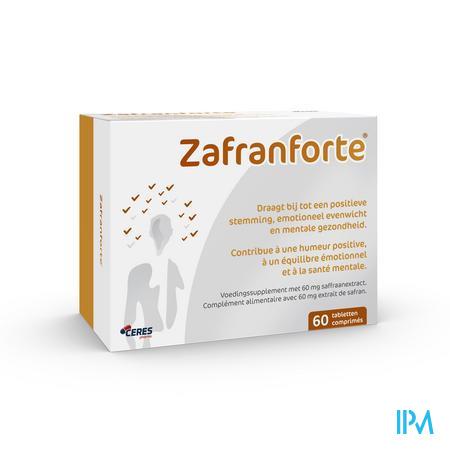 Zafranforte®
Draagt bij tot een positieve
stemming, emotioneel evenwicht
en mentale gezondheid.
Contribue à une humeur positive,
à un équilibre émotionnel
et à la santé mentale.
Voedingssupplement met 60 mg saffraanextract.
Complément alimentaire avec 60 mg extrait de safran.
60 tabletten
comprimés
CERES
pharma
Zafranforte®
IPM